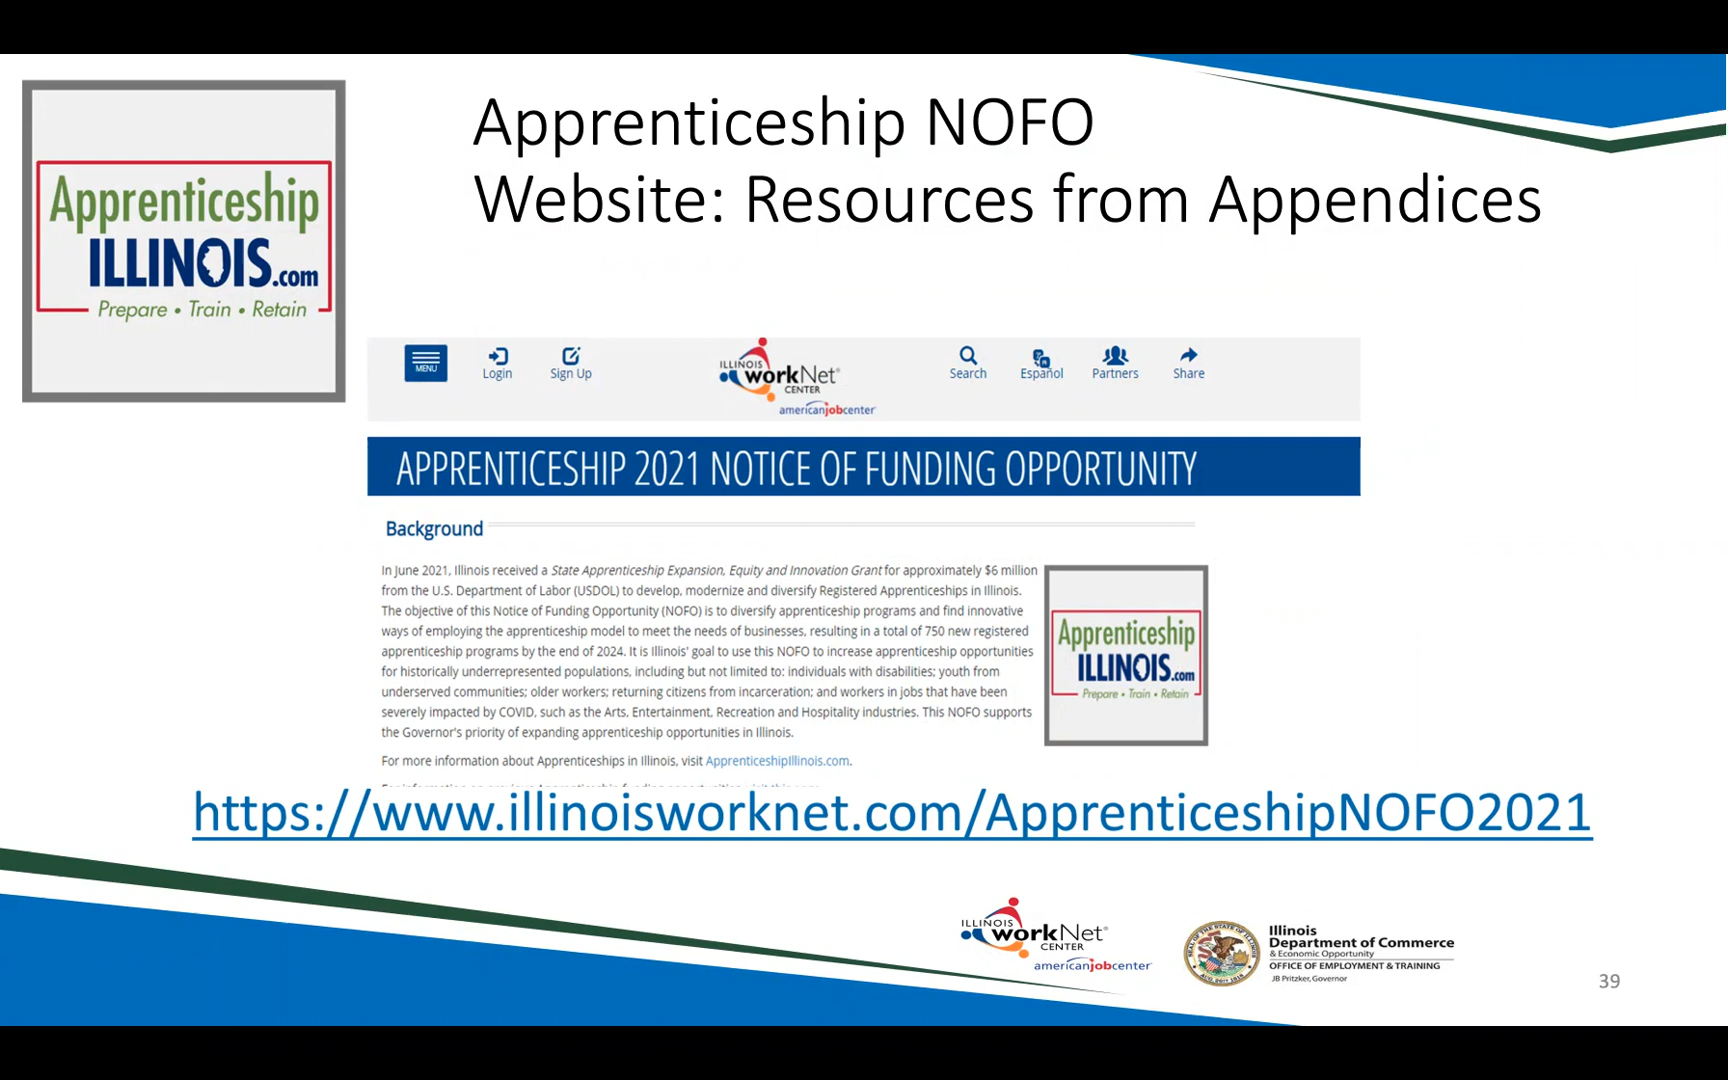 Apprenticeship NOFO
Website: Resources from Appendices
Apprenticeship
ILLINOIS.com
Prepare • Train • Retain
MENU
Login
Sign Up
ILLINOIS
workNet
CENTER
americanjobcenter
Search
Español
Partners
Share
APPRENTICESHIP 2021 NOTICE OF FUNDING OPPORTUNITY
Background
In June 2021, Illinois received a State Apprenticeship Expansion, Equity and Innovation Grant for approximately $6 million
from the U.S. Department of Labor (USDOL) to develop, modernize and diversify Registered Apprenticeships in Illinois.
The objective of this Notice of Funding Opportunity (NOFO) is to diversify apprenticeship programs and find innovative
ways of employing the apprenticeship model to meet the needs of businesses, resulting in a total of 750 new registered
apprenticeship programs by the end of 2024. It is Illinois' goal to use this NOFO to increase apprenticeship opportunities
for historically underrepresented populations, including but not limited to: individuals with disabilities; youth from
underserved communities; older workers; returning citizens from incarceration; and workers in jobs that have been
severely impacted by COVID, such as the Arts, Entertainment, Recreation and Hospitality industries. This NOFO supports
the Governor's priority of expanding apprenticeship opportunities in Illinois.
Apprenticeship
ILLINOIS.com
Prepare • Train • Retain
For more information about Apprenticeships in Illinois, visit ApprenticeshipIllinois.com.
https://www.illinoisworknet.com/ApprenticeshipNOFO2021
ILLINOIS
workNet
CENTER
americanjobcenter
Illinois
Department of Commerce
& Economic Opportunity
OFFICE OF EMPLOYMENT & TRAINING
JB Pritzker, Governor
39